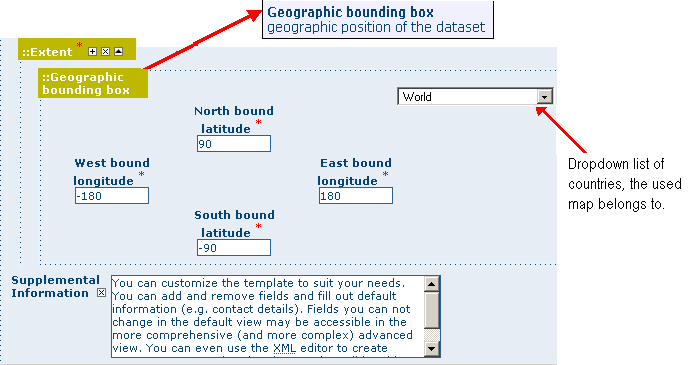 Geographic bounding box
geographic position of the dataset
::Extent *
::Geographic
bounding box
World
North bound
latitude *
90
West bound
longitude *
-180
East bound
longitude *
180
South bound
latitude *
-90
Dropdown list of
countries, the used
map belongs to.
Supplemental
Information
You can customize the template to suit your needs.
You can add and remove fields and fill out default
information (e.g. contact details). Fields you can not
change in the default view may be accessible in the
more comprehensive (and more complex) advanced
view. You can even use the XML editor to create